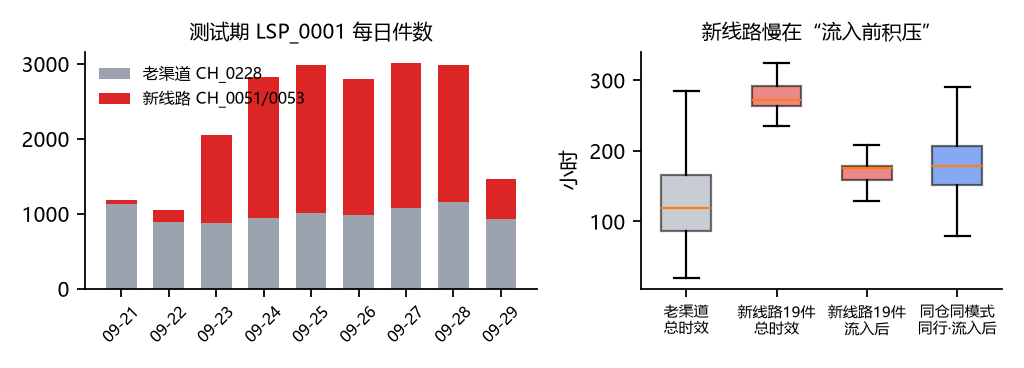 测试期 LSP_0001 每日件数
老渠道 CH_0228
新线路 CH_0051/0053
3000
2000
1000
0
09-21
09-22
09-23
09-24
09-25
09-26
09-27
09-28
09-29
新线路慢在“流入前积压”
小时
300
200
100
老渠道
总时效
新线路19件
总时效
新线路19件
流入后
同仓同模式
同行·流入后